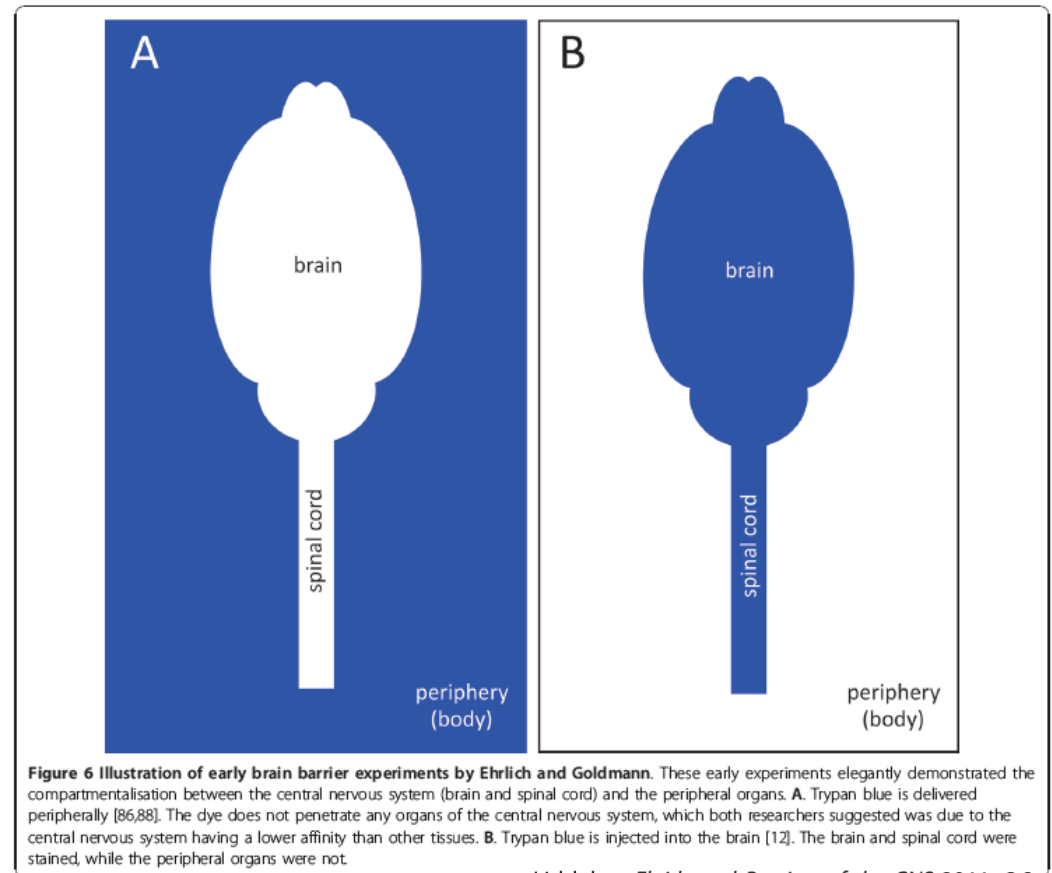 A
B
brain
brain
spinal cord
spinal cord
periphery
(body)
periphery
(body)
Figure 6 Illustration of early brain barrier experiments by Ehrlich and Goldmann. These early experiments elegantly demonstrated the
compartmentalisation between the central nervous system (brain and spinal cord) and the peripheral organs. A. Trypan blue is delivered
peripherally [86,88]. The dye does not penetrate any organs of the central nervous system, which both researchers suggested was due to the
central nervous system having a lower affinity than other tissues. B. Trypan blue is injected into the brain [12]. The brain and spinal cord were
stained, while the peripheral organs were not.